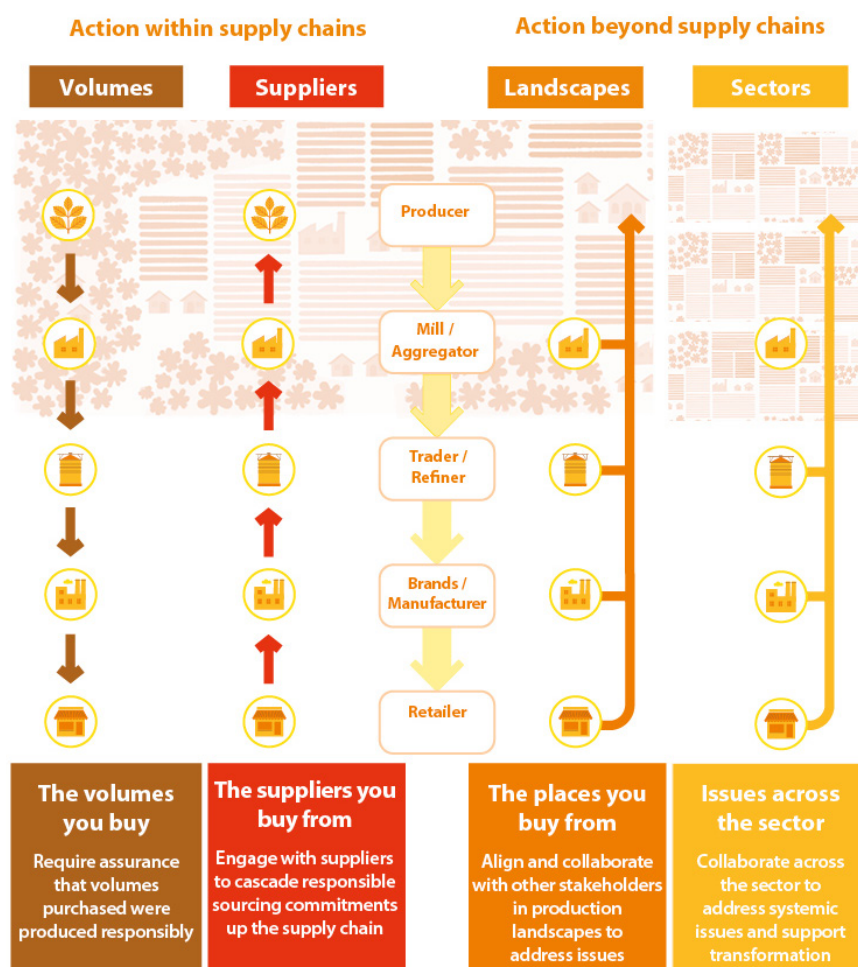 Action within supply chains
Action beyond supply chains
Volumes
Suppliers
Landscapes
Sectors
Producer
Mill /
Aggregator
Trader /
Refiner
Brands /
Manufacturer
Retailer
The volumes
you buy
Require assurance
that volumes
purchased were
produced responsibly
The suppliers you
buy from
Engage with suppliers
to cascade responsible
sourcing commitments
up the supply chain
The places you
buy from
Align and collaborate
with other stakeholders
in production
landscapes to
address issues
Issues across
the sector
Collaborate across
the sector to
address systemic
issues and support
transformation